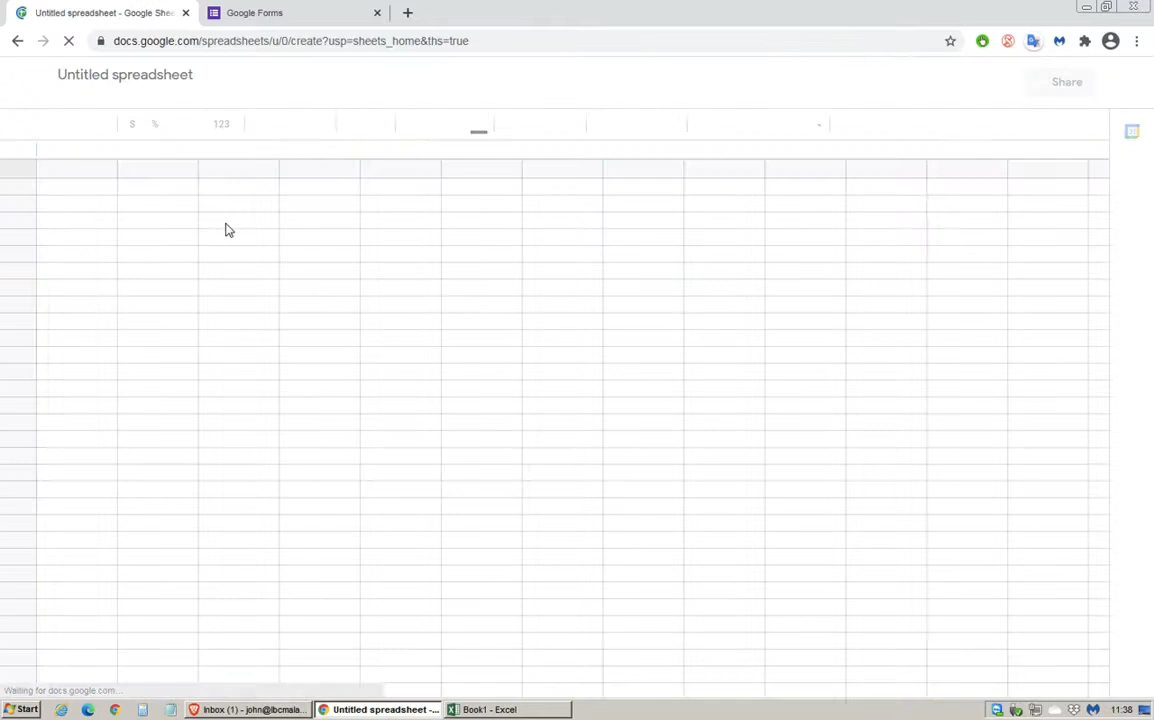 Untitled spreadsheet - Google Shee
Google Forms
docs.google.com/spreadsheets/u/0/create?usp=sheets_home&ths=true
Untitled spreadsheet
Share
$ % 123
Waiting for docs.google.com...
Start
Inbox (1) - john@lbcmala...
Untitled spreadsheet -...
Book1 - Excel
11:38